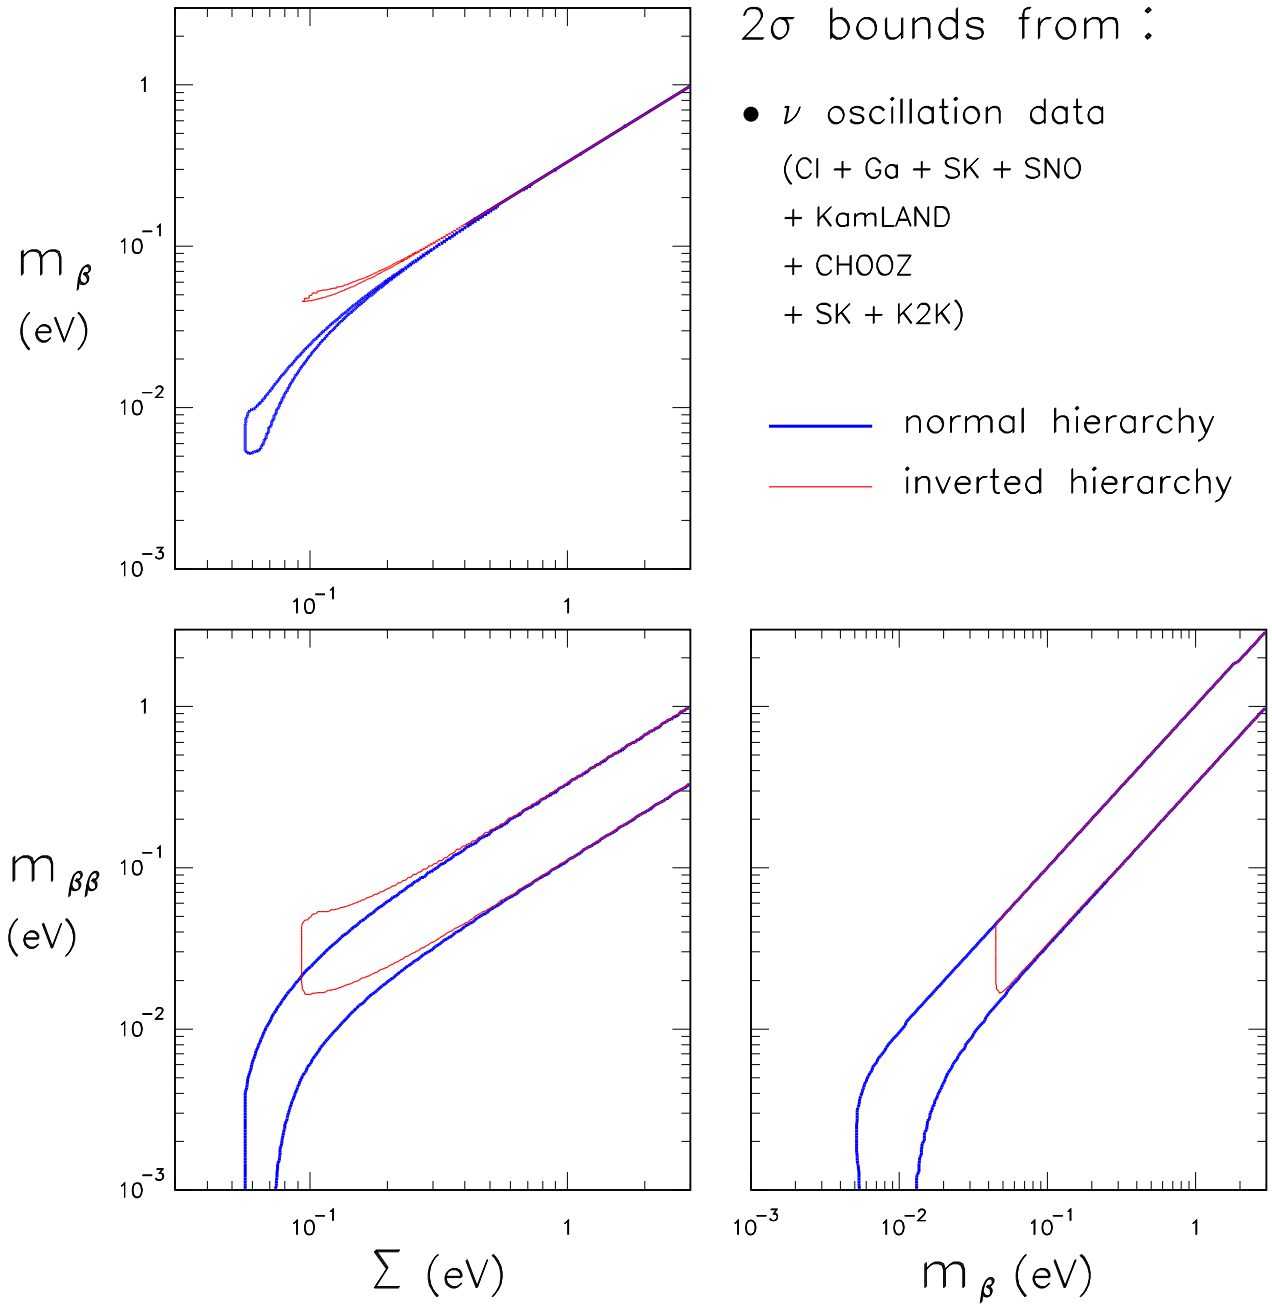 2σ bounds from :
● ν oscillation data
(Cl + Ga + SK + SNO
+ KamLAND
+ CHOOZ
+ SK + K2K)
normal hierarchy
inverted hierarchy
1
10⁻¹
10⁻²
10⁻³
m β
(eV)
10⁻¹ 1
1
10⁻¹
10⁻²
10⁻³
m ββ
(eV)
10⁻¹ 1
Σ (eV)
10⁻³ 10⁻² 10⁻¹ 1
m β (eV)